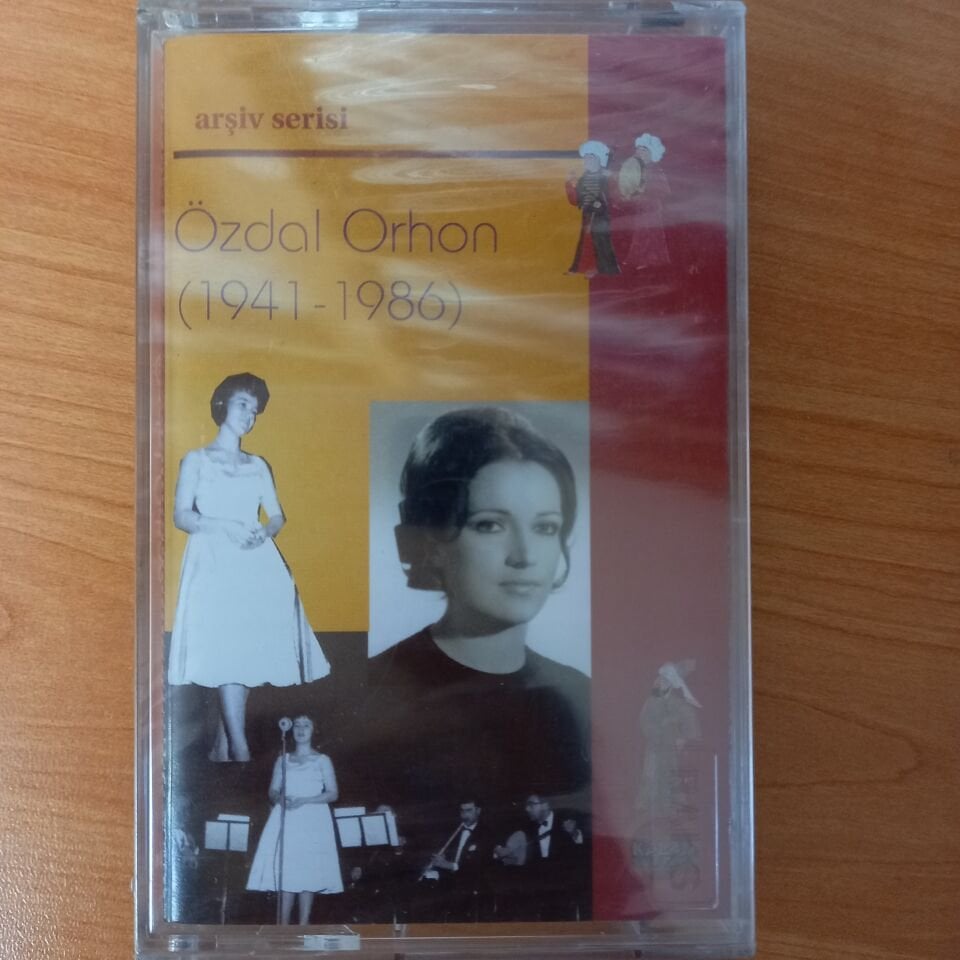 arşiv serisi
Özdal Orhon
(1941-1986)